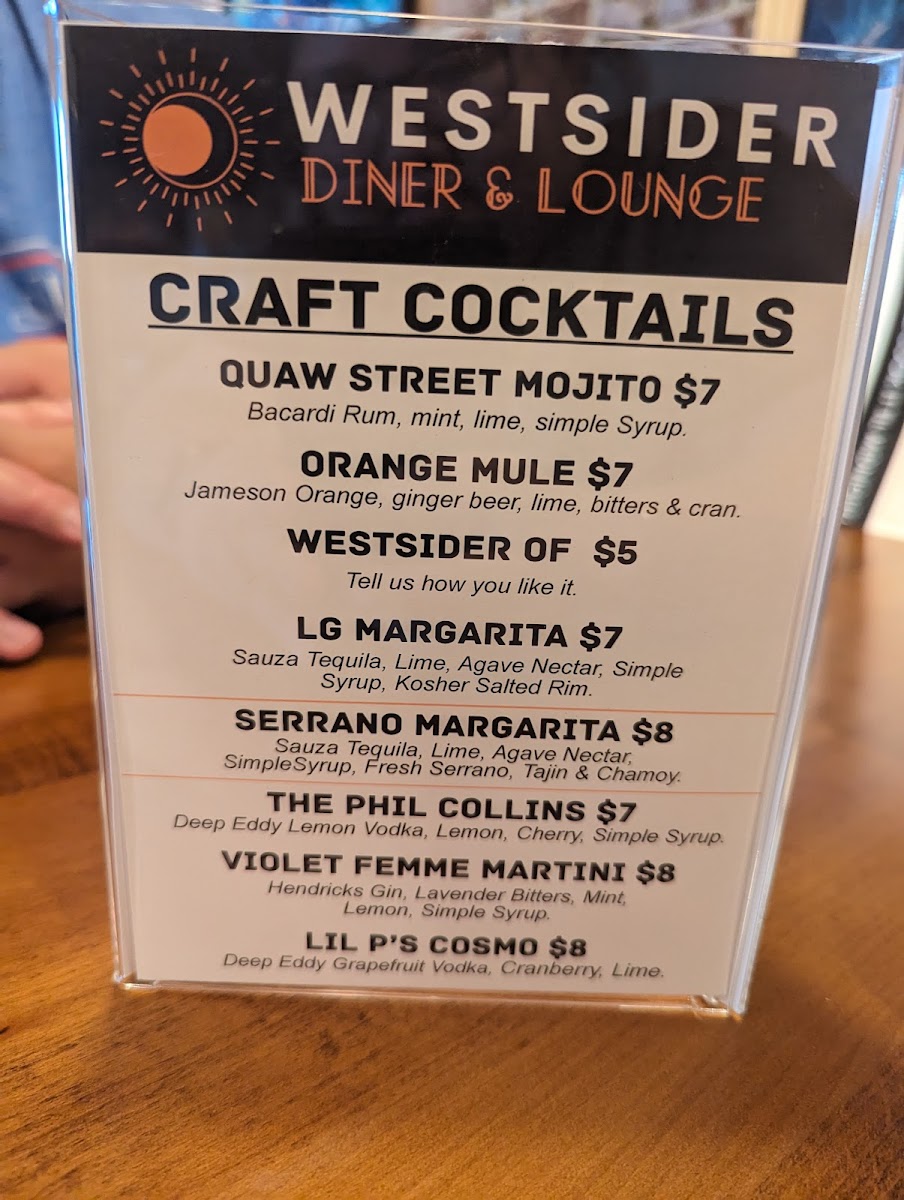 WESTSIDER
DINER & LOUNGE
CRAFT COCKTAILS
QUAW STREET MOJITO $7
Bacardi Rum, mint, lime, simple Syrup.
ORANGE MULE $7
Jameson Orange, ginger beer, lime, bitters & cran.
WESTSIDER OF $5
Tell us how you like it.
LG MARGARITA $7
Sauza Tequila, Lime, Agave Nectar, Simple
Syrup, Kosher Salted Rim.
SERRANO MARGARITA $8
Sauza Tequila, Lime, Agave Nectar,
SimpleSyrup, Fresh Serrano, Tajin & Chamoy.
THE PHIL COLLINS $7
Deep Eddy Lemon Vodka, Lemon, Cherry, Simple Syrup.
VIOLET FEMME MARTINI $8
Hendricks Gin, Lavender Bitters, Mint,
Lemon, Simple Syrup.
LIL P'S COSMO $8
Deep Eddy Grapefruit Vodka, Cranberry, Lime.